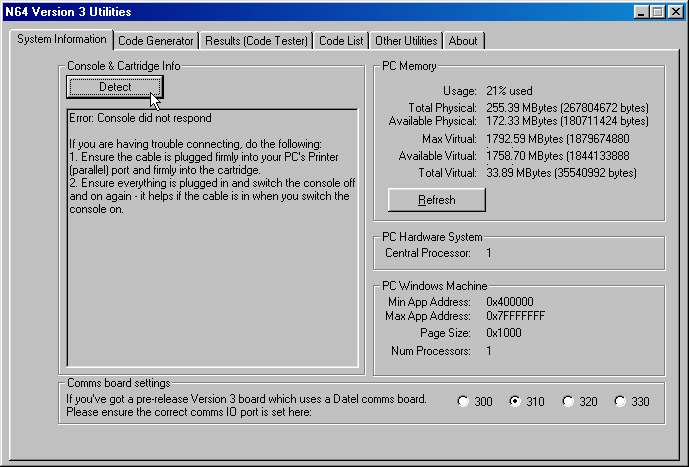 N64 Version 3 Utilities
System Information
Code Generator
Results (Code Tester)
Code List
Other Utilities
About
Console & Cartridge Info
Detect
Error: Console did not respond
If you are having trouble connecting, do the following:
1. Ensure the cable is plugged firmly into your PC's Printer
(parallel) port and firmly into the cartridge.
2. Ensure everything is plugged in and switch the console off
and on again - it helps if the cable is in when you switch the
console on.
PC Memory
Usage: 21% used
Total Physical: 255.39 MBytes (267804672 bytes)
Available Physical: 172.33 MBytes (180711424 bytes)
Max Virtual: 1792.59 MBytes (1879674880
Available Virtual: 1758.70 MBytes (1844133888
Total Virtual: 33.89 MBytes (35540992 bytes)
Refresh
PC Hardware System
Central Processor: 1
PC Windows Machine
Min App Address: 0x400000
Max App Address: 0x7FFFFFFF
Page Size: 0x1000
Num Processors: 1
Comms board settings
If you've got a pre-release Version 3 board which uses a Datel comms board.
Please ensure the correct comms IO port is set here:
300 310 320 330